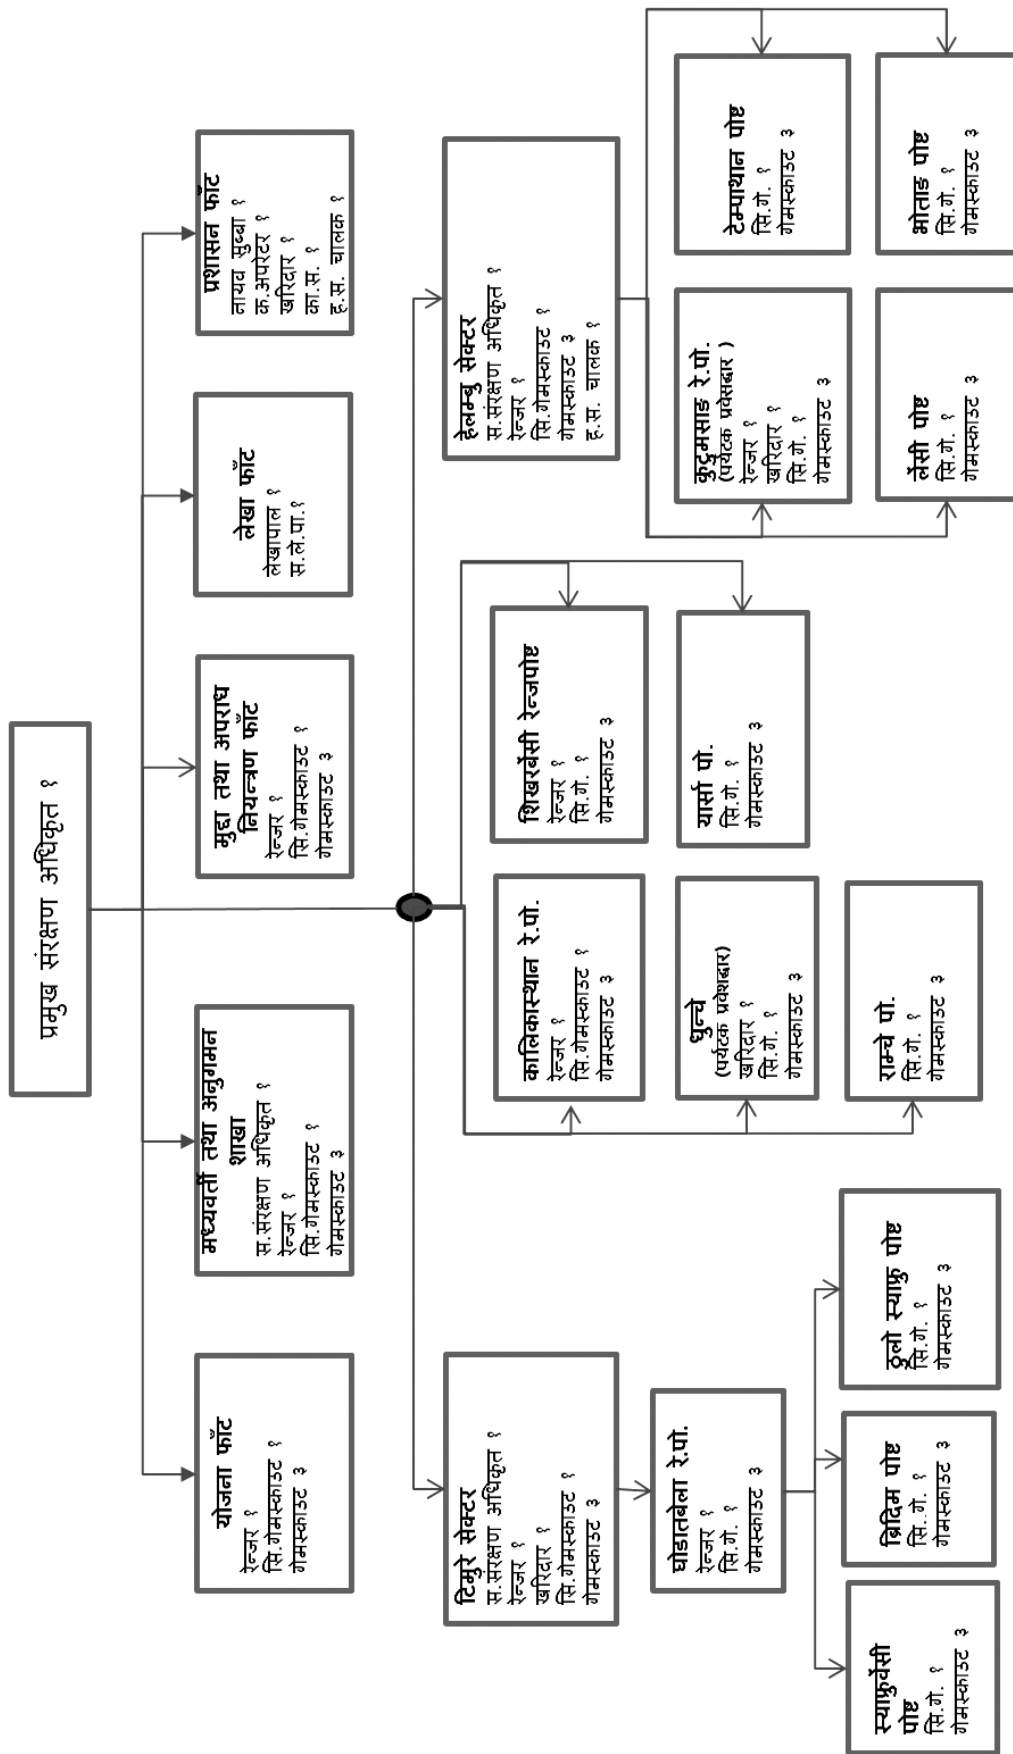 प्रमुख संरक्षण अधिकृत १
योजना फाँट
रेन्जर १
सि.गेमस्काउट १
गेमस्काउट ३
मध्यवर्ती तथा अनुगमन
शाखा
स.संरक्षण अधिकृत १
रेन्जर १
सि.गेमस्काउट १
गेमस्काउट ३
मुद्दा तथा अपराध
नियन्त्रण फाँट
रेन्जर १
सि.गेमस्काउट १
गेमस्काउट ३
लेखा फाँट
लेखापाल १
स.ले.पा.१
प्रशासन फाँट
नायव सुब्बा १
क.अपरेटर १
खरिदार १
का.स. १
ह.स. चालक १
टिमुरे सेक्टर
स.संरक्षण अधिकृत १
रेन्जर १
खरिदार १
सि.गेमस्काउट १
गेमस्काउट ३
हेलम्बु सेक्टर
स.संरक्षण अधिकृत १
रेन्जर १
सि.गेमस्काउट १
गेमस्काउट ३
ह.स. चालक १
घोडातबेला रे.पो.
रेन्जर १
सि.गे. १
गेमस्काउट ३
स्याफ्रुवेंसी
पोष्ट
सि.गे. १
गेमस्काउट ३
ब्रिदिम पोष्ट
सि.गे. १
गेमस्काउट ३
ठूलो स्याफ्रु पोष्ट
सि.गे. १
गेमस्काउट ३
कालिकास्थान रे.पो.
रेन्जर १
सि.गेमस्काउट १
गेमस्काउट ३
शिखरबेंसी रेन्जपोष्ट
रेन्जर १
सि.गे. १
गेमस्काउट ३
धुन्चे
(पर्यटक प्रवेशद्वार)
खरिदार १
सि.गे. १
गेमस्काउट ३
यार्सा पो.
सि.गे. १
गेमस्काउट ३
राम्चे पो.
सि.गे. १
गेमस्काउट ३
कुटुमसाङ रे.पो.
(पर्यटक प्रवेसद्वार )
रेन्जर १
खरिदार १
सि.गे. १
गेमस्काउट ३
टेम्पाथान पोष्ट
सि.गे. १
गेमस्काउट ३
लेंसी पोष्ट
सि.गे. १
गेमस्काउट ३
भोताङ पोष्ट
सि.गे. १
गेमस्काउट ३